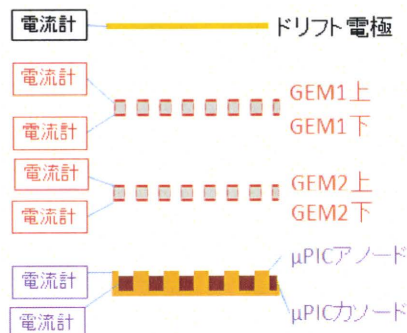 電流計 ドリフト電極
電流計 GEM1上
電流計 GEM1下
電流計 GEM2上
電流計 GEM2下
μPICアノード
電流計
μPICカソード
電流計